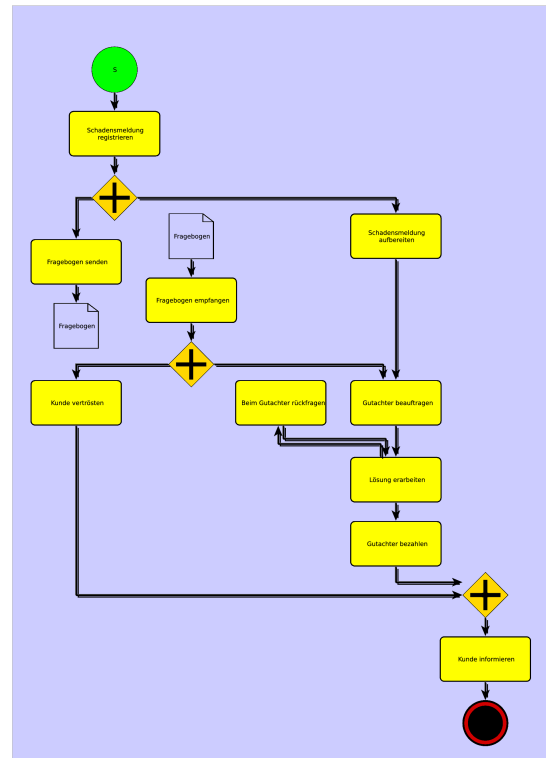 S
Schadensmeldung
registrieren
Fragebogen
Schadensmeldung
aufbereiten
Fragebogen senden
Fragebogen empfangen
Fragebogen
Kunde vertrösten
Beim Gutachter rückfragen
Gutachter beauftragen
Lösung erarbeiten
Gutachter bezahlen
Kunde informieren